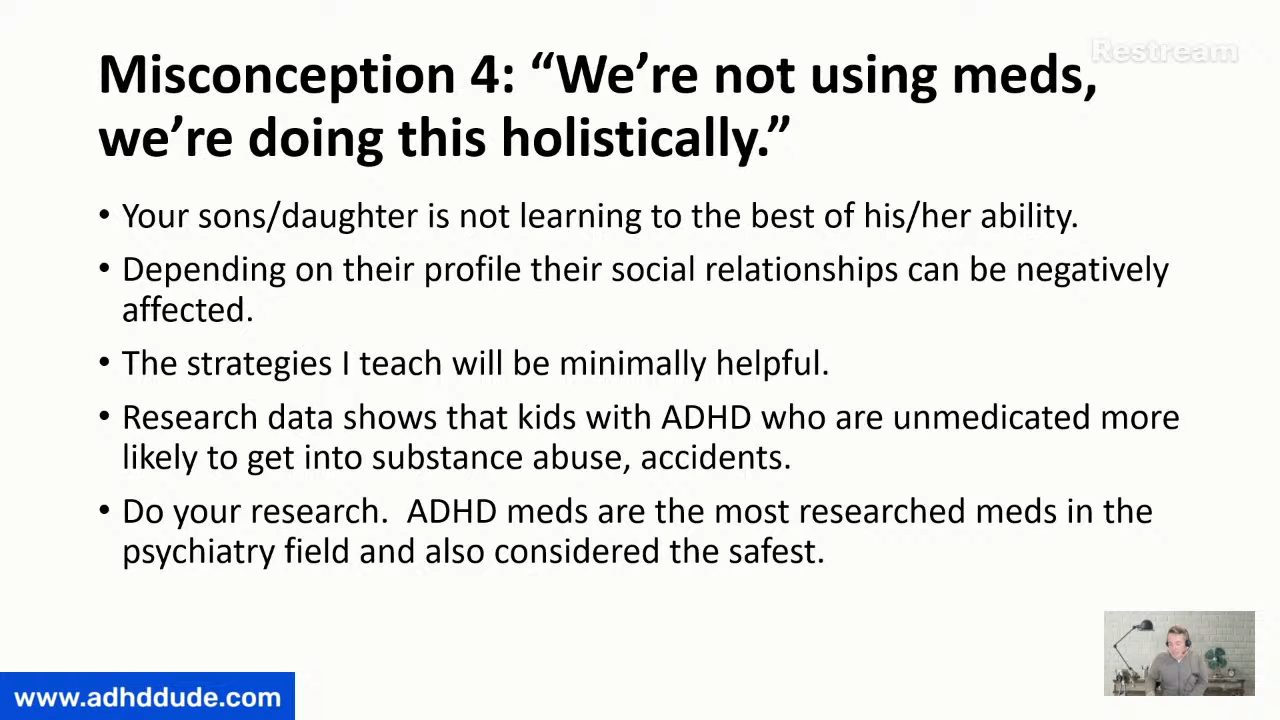 Restream
Misconception 4: “We’re not using meds,
we’re doing this holistically.”
• Your sons/daughter is not learning to the best of his/her ability.
• Depending on their profile their social relationships can be negatively
affected.
• The strategies I teach will be minimally helpful.
• Research data shows that kids with ADHD who are unmedicated more
likely to get into substance abuse, accidents.
• Do your research.  ADHD meds are the most researched meds in the
psychiatry field and also considered the safest.
www.adhddude.com